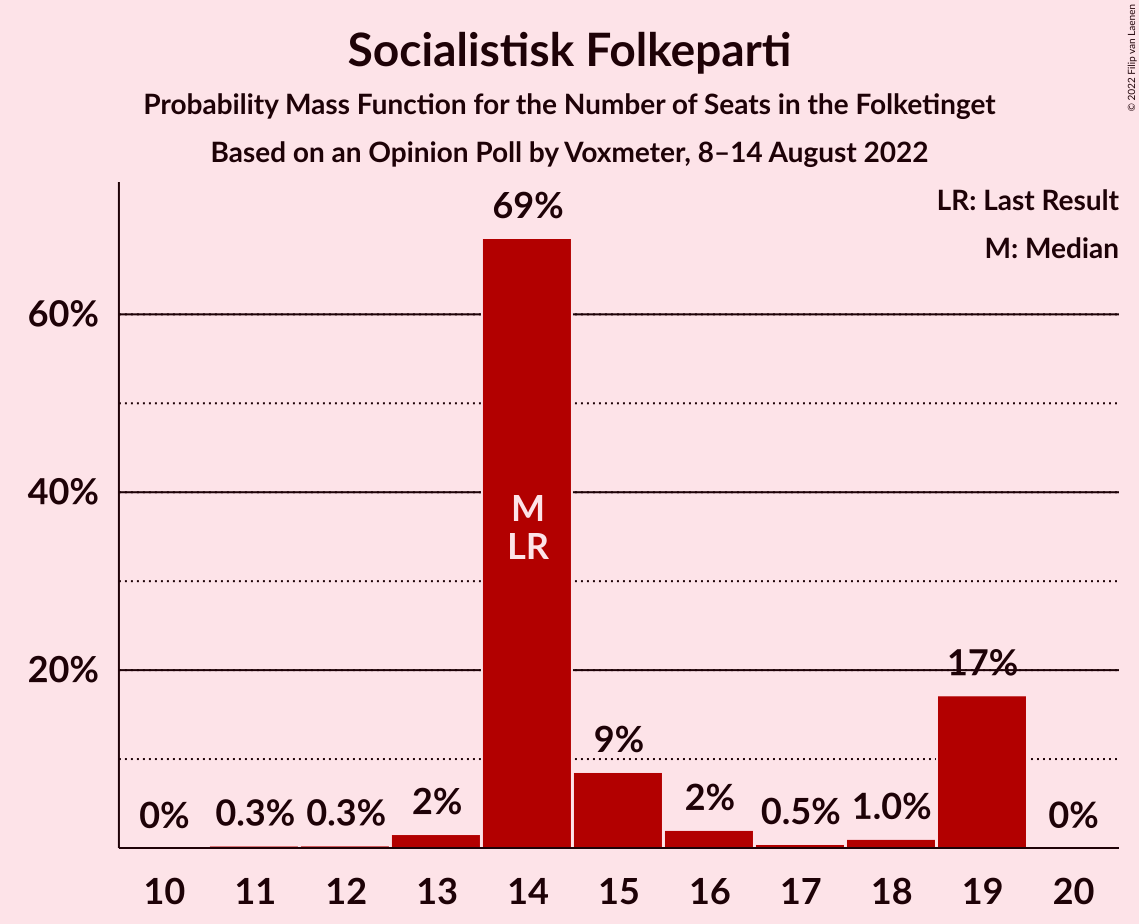 © 2022 Filip van Laenen
Socialistisk Folkeparti
Probability Mass Function for the Number of Seats in the Folketinget
Based on an Opinion Poll by Voxmeter, 8–14 August 2022
LR: Last Result
M: Median
69%
60%
40%
M
LR
20%
17%
9%
0%
0.3%
0.3%
2%
2%
0.5%
1.0%
0%
10 11 12 13 14 15 16 17 18 19 20